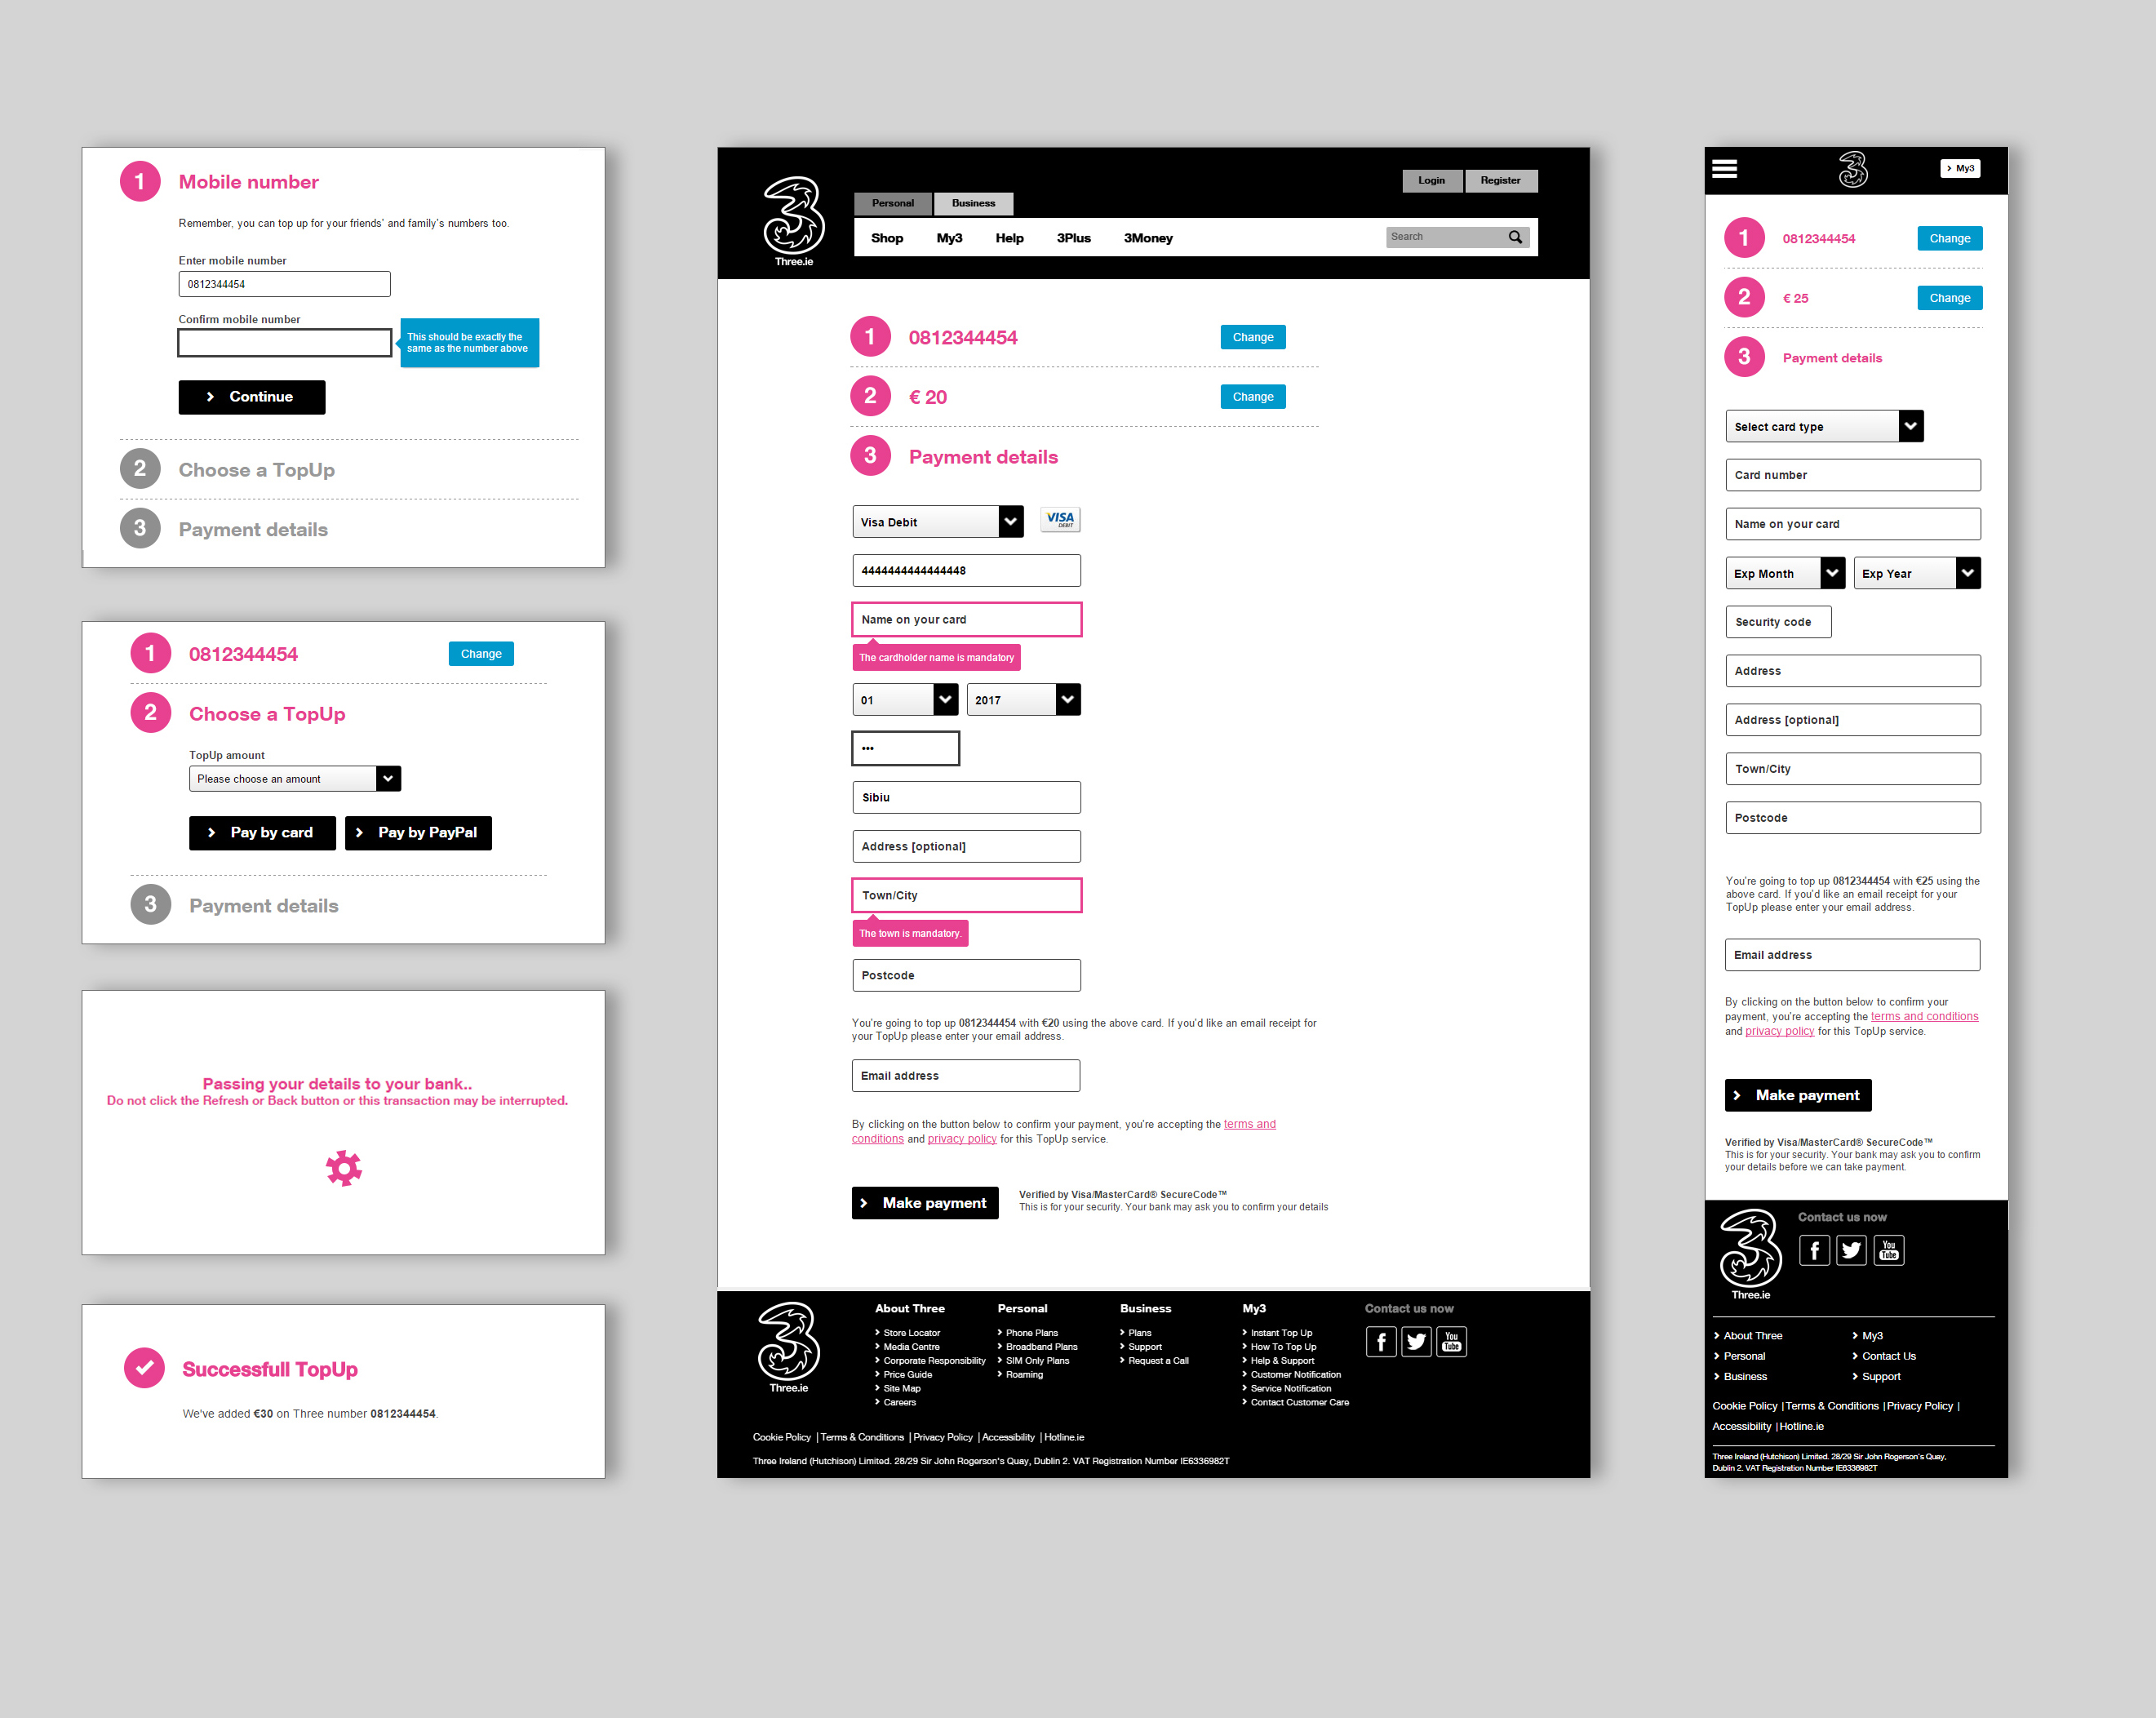 1 Mobile number
Remember, you can top up for your friends' and family's numbers too.
Enter mobile number
0812344454
Confirm mobile number
This should be exactly the
same as the number above
Continue
2 Choose a TopUp
3 Payment details
1 0812344454 Change
2 Choose a TopUp
TopUp amount
Please choose an amount
Pay by card Pay by PayPal
3 Payment details
Passing your details to your bank..
Do not click the Refresh or Back button or this transaction may be interrupted.
Successfull TopUp
We've added €30 on Three number 0812344454.
Login Register
Personal Business
Three.ie
Shop My3 Help 3Plus 3Money Search
1 0812344454 Change
2 € 20 Change
3 Payment details
Visa Debit VISA DEBIT
4444444444444448
Name on your card
The cardholder name is mandatory
01 2017
•••
Sibiu
Address [optional]
Town/City
The town is mandatory.
Postcode
You're going to top up 0812344454 with €20 using the above card. If you'd like an email receipt for
your TopUp please enter your email address.
Email address
By clicking on the button below to confirm your payment, you're accepting the terms and
conditions and privacy policy for this TopUp service.
Make payment
Verified by Visa/MasterCard® SecureCode™
This is for your security. Your bank may ask you to confirm your details
Three.ie
About Three
Store Locator
Media Centre
Corporate Responsibility
Price Guide
Site Map
Careers
Personal
Phone Plans
Broadband Plans
SIM Only Plans
Roaming
Business
Plans
Support
Request a Call
My3
Instant Top Up
How To Top Up
Help & Support
Customer Notification
Service Notification
Contact Customer Care
Contact us now
f You Tube
Cookie Policy | Terms & Conditions | Privacy Policy | Accessibility | Hotline.ie
Three Ireland (Hutchison) Limited. 28/29 Sir John Rogerson's Quay, Dublin 2. VAT Registration Number IE6336982T
My3
1 0812344454 Change
2 € 25 Change
3 Payment details
Select card type
Card number
Name on your card
Exp Month Exp Year
Security code
Address
Address [optional]
Town/City
Postcode
You're going to top up 0812344454 with €25 using the
above card. If you'd like an email receipt for your
TopUp please enter your email address.
Email address
By clicking on the button below to confirm your
payment, you're accepting the terms and conditions
and privacy policy for this TopUp service.
Make payment
Verified by Visa/MasterCard® SecureCode™
This is for your security. Your bank may ask you to confirm
your details before we can take payment.
Three.ie
Contact us now
f You Tube
About Three My3
Personal Contact Us
Business Support
Cookie Policy | Terms & Conditions | Privacy Policy |
Accessibility | Hotline.ie
Three Ireland (Hutchison) Limited. 28/29 Sir John Rogerson's Quay,
Dublin 2. VAT Registration Number IE6336982T